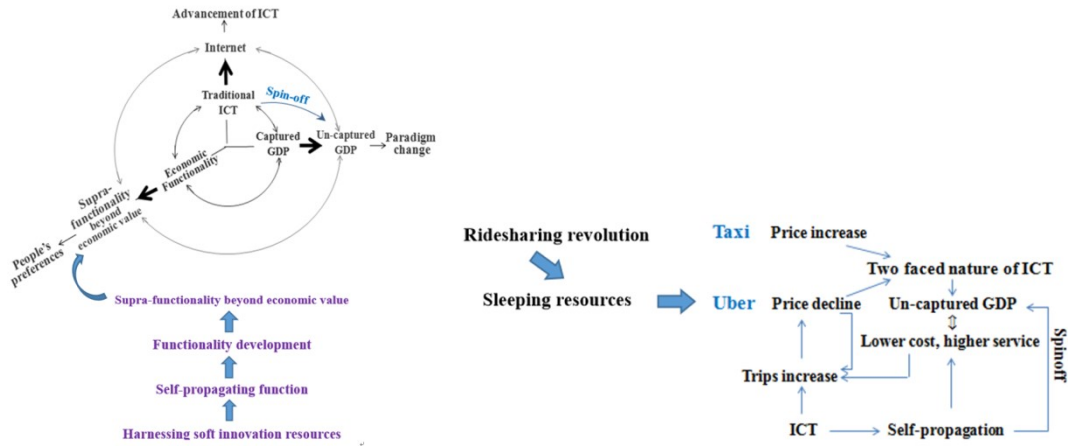 Advancement of ICT
Internet
Traditional
ICT
Spin-off
Captured
GDP
Un-captured
GDP
Paradigm
change
Economic
Functionality
Supra-
functionality
beyond
economic value
People's
preferences
Supra-functionality beyond economic value
Functionality development
Self-propagating function
Harnessing soft innovation resources
Ridesharing revolution
Sleeping resources
Taxi Price increase
Two faced nature of ICT
Uber Price decline
Un-captured GDP
Lower cost, higher service
Spinoff
Trips increase
ICT
Self-propagation